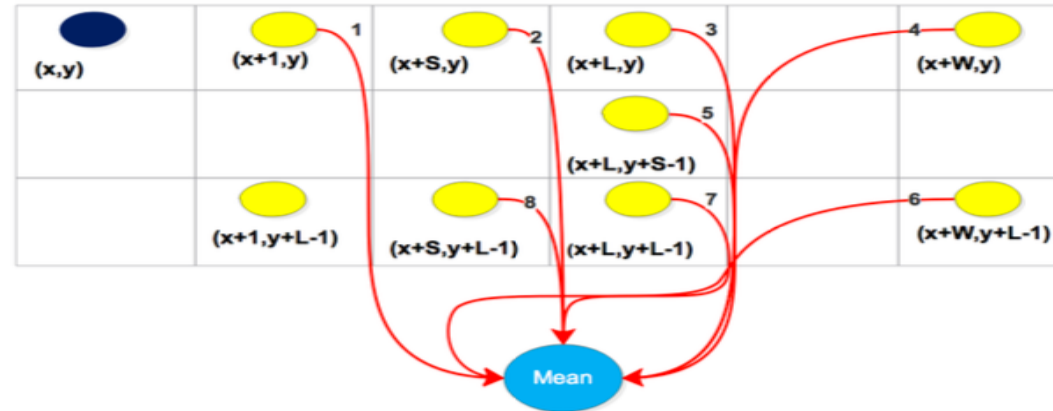 1 2 3 4
(x,y) (x+1,y) (x+S,y) (x+L,y) (x+W,y)
5
(x+L,y+S-1)
8 7 6
(x+1,y+L-1) (x+S,y+L-1) (x+L,y+L-1) (x+W,y+L-1)
Mean